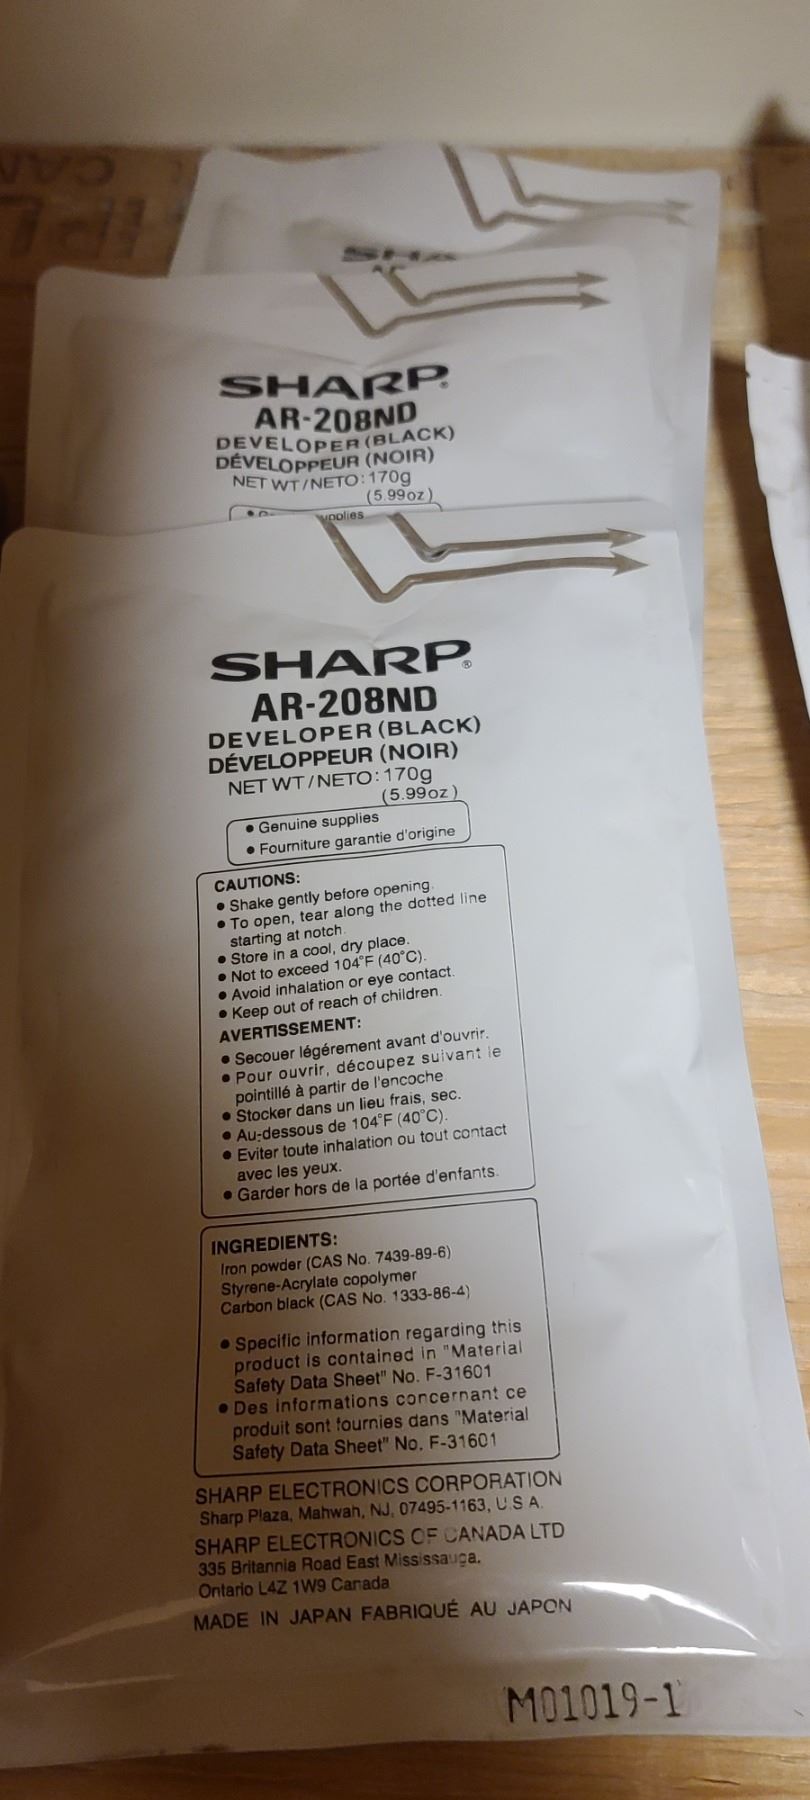 SHARP
AR-208ND
DEVELOPER (BLACK)
DÉVELOPPEUR (NOIR)
NET WT/NETO: 170g
(5.99oz)
SHARP®
AR-208ND
DEVELOPER (BLACK)
DÉVELOPPEUR (NOIR)
NET WT/NETO: 170g
(5.99oz)
• Genuine supplies
• Fourniture garantie d'origine
CAUTIONS:
• Shake gently before opening.
• To open, tear along the dotted line
starting at notch.
• Store in a cool, dry place.
• Not to exceed 104°F (40°C).
• Avoid inhalation or eye contact.
• Keep out of reach of children.
AVERTISSEMENT:
• Secouer légérement avant d'ouvrir.
• Pour ouvrir, découpez suivant le
pointillé à partir de l'encoche
• Stocker dans un lieu frais, sec.
• Au-dessous de 104°F (40°C).
• Eviter toute inhalation ou tout contact
avec les yeux.
• Garder hors de la portée d'enfants.
INGREDIENTS:
Iron powder (CAS No. 7439-89-6)
Styrene-Acrylate copolymer
Carbon black (CAS No. 1333-86-4)
• Specific information regarding this
product is contained in "Material
Safety Data Sheet" No. F-31601
• Des informations concernant ce
produit sont fournies dans "Material
Safety Data Sheet" No. F-31601
SHARP ELECTRONICS CORPORATION
Sharp Plaza, Mahwah, NJ, 07495-1163, U.S.A.
SHARP ELECTRONICS OF CANADA LTD
335 Britannia Road East Mississauga,
Ontario L4Z 1W9 Canada
MADE IN JAPAN FABRIQUÉ AU JAPON
M01019-1